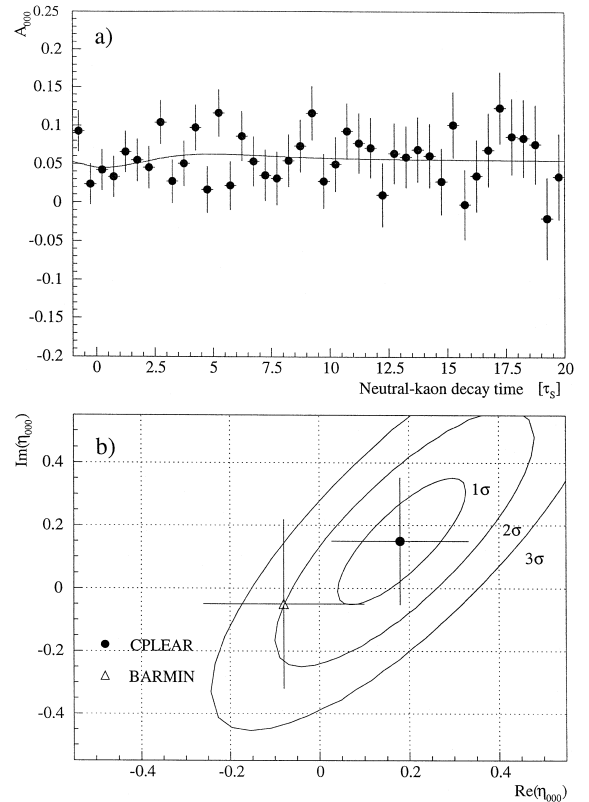 A000
a)
0.25
0.2
0.15
0.1
0.05
0
-0.05
-0.1
-0.15
-0.2
0 2.5 5 7.5 10 12.5 15 17.5 20
Neutral-kaon decay time [τS]
Im(η000)
b)
0.4
0.2
0
-0.2
-0.4
1σ
2σ
3σ
CPLEAR
BARMIN
-0.4 -0.2 0 0.2 0.4
Re(η000)